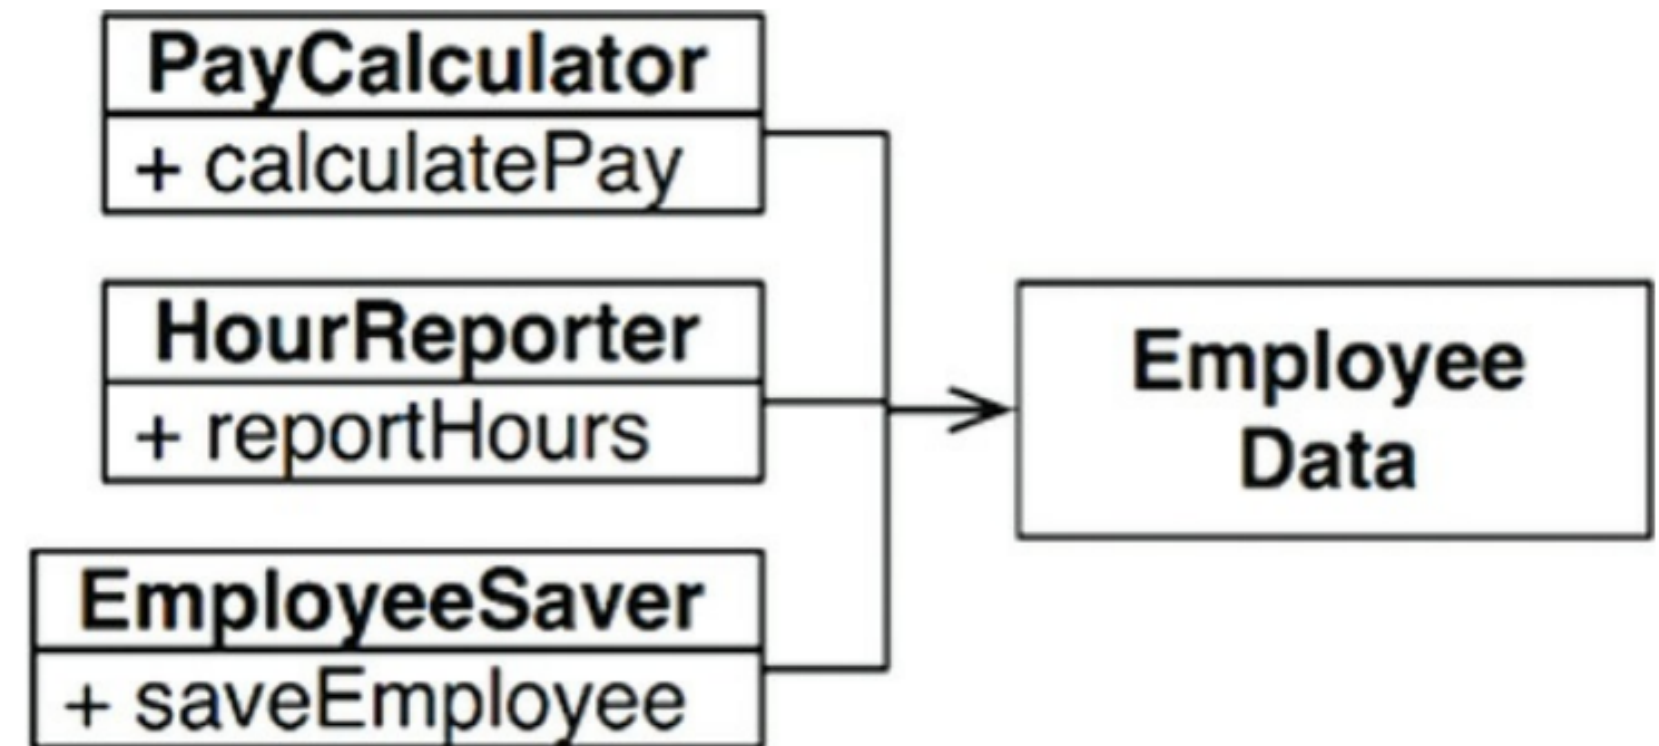 PayCalculator
+ calculatePay
HourReporter
+ reportHours
EmployeeSaver
+ saveEmployee
Employee
Data